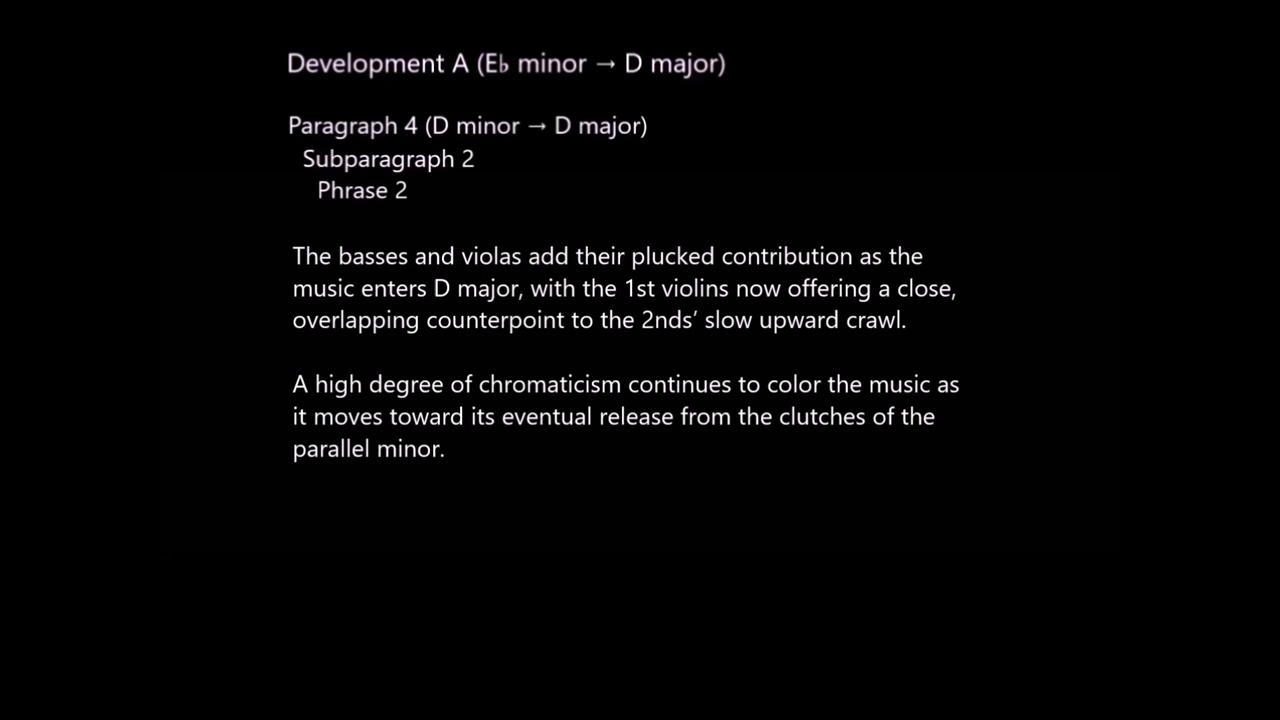 Development A (E♭ minor → D major)
Paragraph 4 (D minor → D major)
Subparagraph 2
Phrase 2
The basses and violas add their plucked contribution as the
music enters D major, with the 1st violins now offering a close,
overlapping counterpoint to the 2nds’ slow upward crawl.
A high degree of chromaticism continues to color the music as
it moves toward its eventual release from the clutches of the
parallel minor.